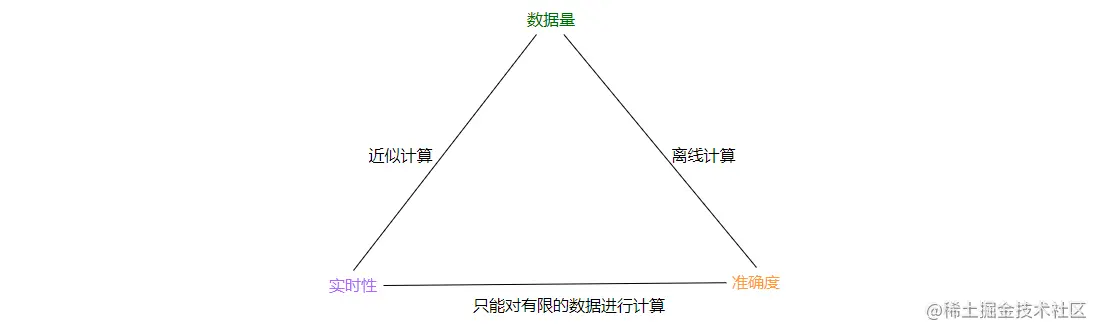 数据量
近似计算
离线计算
实时性
准确度
只能对有限的数据进行计算
@稀土掘金技术社区